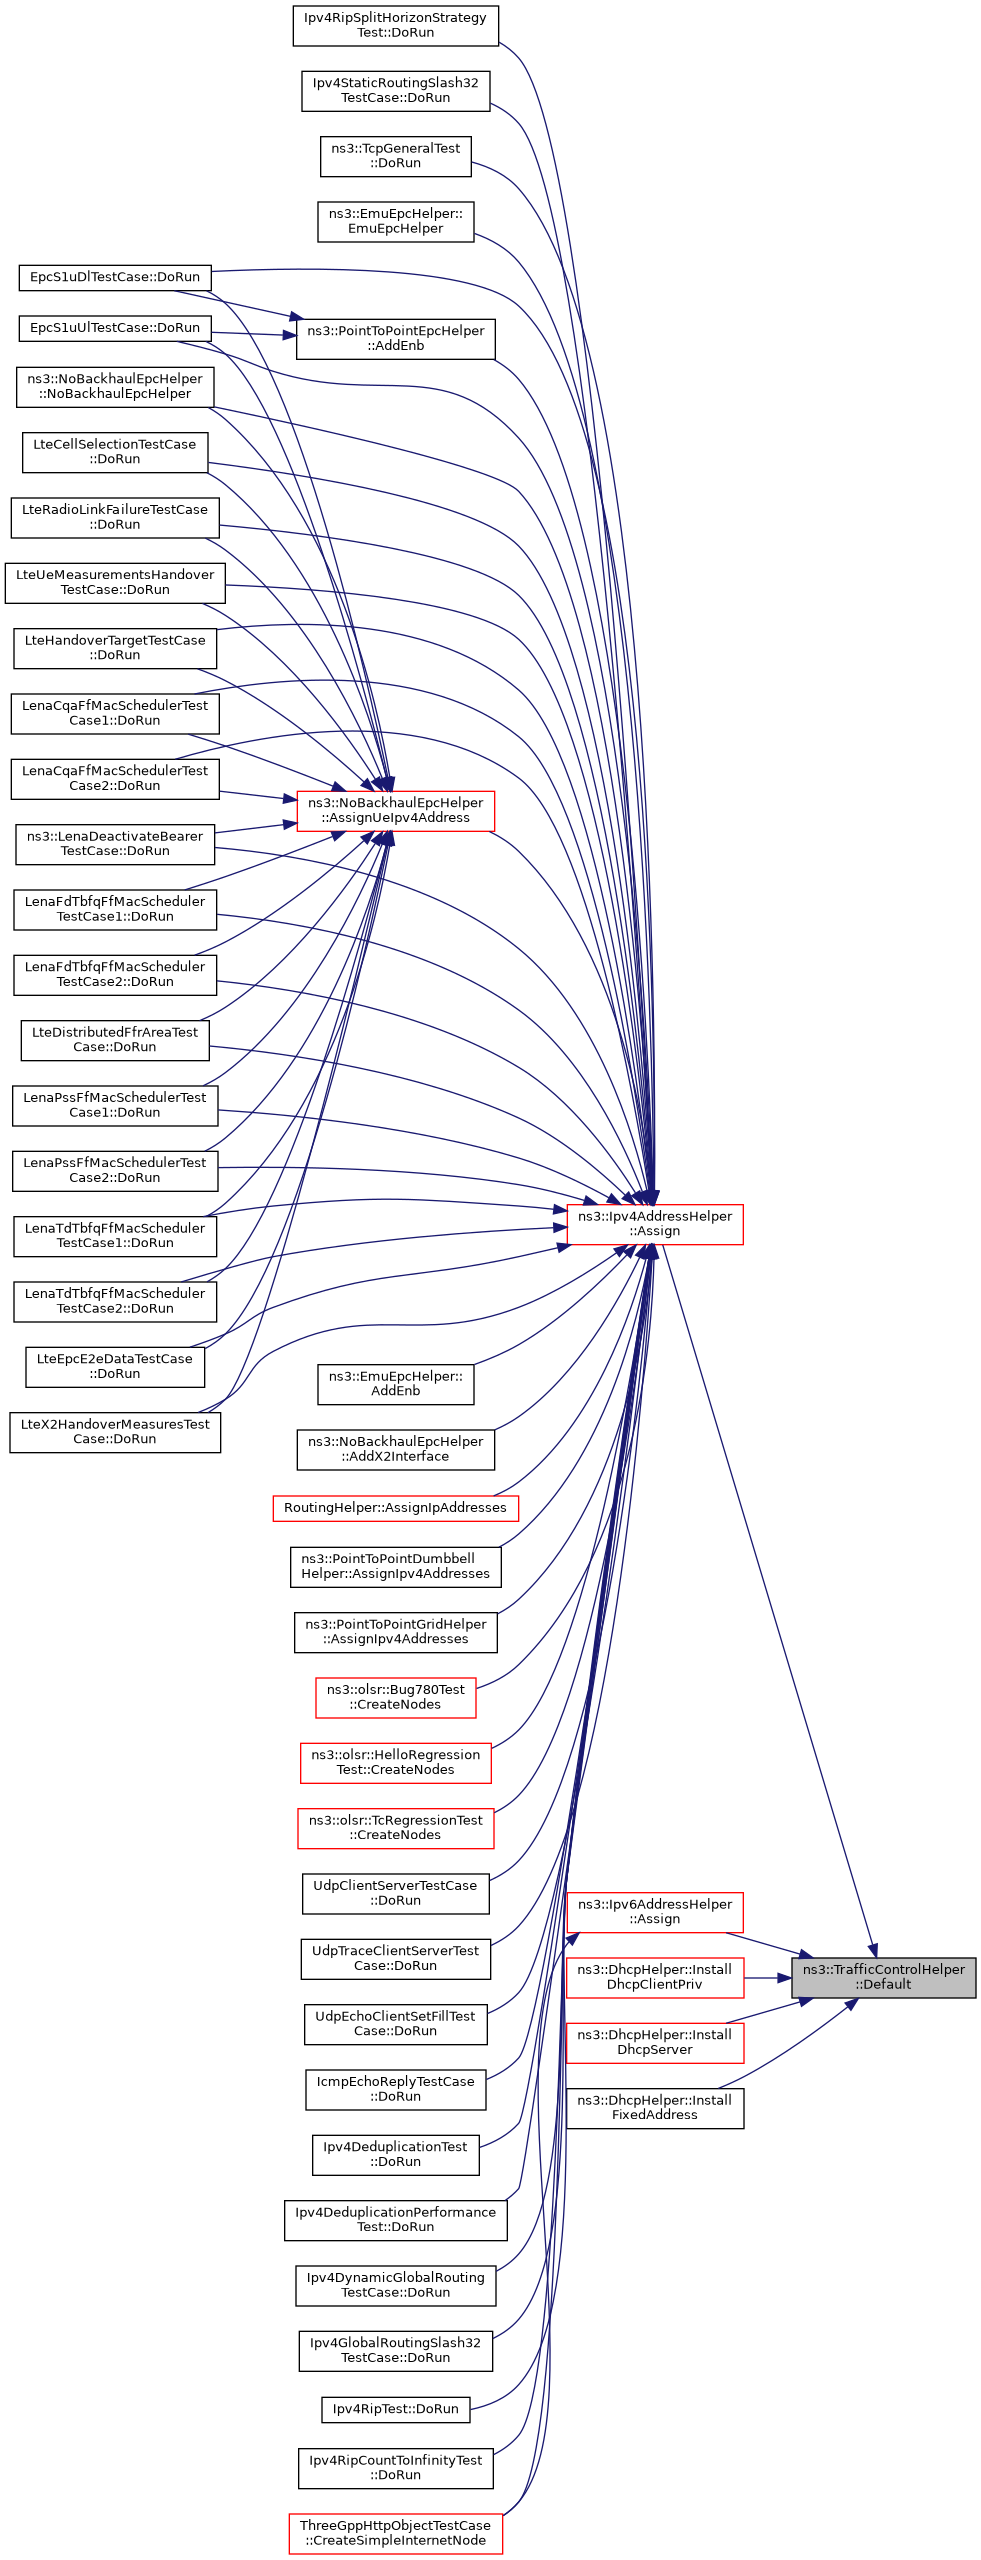 Ipv4RipSplitHorizonStrategy
Test::DoRun
Ipv4StaticRoutingSlash32
TestCase::DoRun
ns3::TcpGeneralTest
::DoRun
ns3::EmuEpcHelper::
EmuEpcHelper
EpcS1uDlTestCase::DoRun
EpcS1uUlTestCase::DoRun
ns3::PointToPointEpcHelper
::AddEnb
ns3::NoBackhaulEpcHelper
::NoBackhaulEpcHelper
LteCellSelectionTestCase
::DoRun
LteRadioLinkFailureTestCase
::DoRun
LteUeMeasurementsHandover
TestCase::DoRun
LteHandoverTargetTestCase
::DoRun
LenaCqaFfMacSchedulerTest
Case1::DoRun
LenaCqaFfMacSchedulerTest
Case2::DoRun
ns3::NoBackhaulEpcHelper
::AssignUeIpv4Address
ns3::LenaDeactivateBearer
TestCase::DoRun
LenaFdTbfqFfMacScheduler
TestCase1::DoRun
LenaFdTbfqFfMacScheduler
TestCase2::DoRun
LteDistributedFfrAreaTest
Case::DoRun
LenaPssFfMacSchedulerTest
Case1::DoRun
LenaPssFfMacSchedulerTest
Case2::DoRun
LenaTdTbfqFfMacScheduler
TestCase1::DoRun
ns3::Ipv4AddressHelper
::Assign
LenaTdTbfqFfMacScheduler
TestCase2::DoRun
LteEpcE2eDataTestCase
::DoRun
ns3::EmuEpcHelper::
AddEnb
LteX2HandoverMeasuresTest
Case::DoRun
ns3::NoBackhaulEpcHelper
::AddX2Interface
RoutingHelper::AssignIpAddresses
ns3::PointToPointDumbbell
Helper::AssignIpv4Addresses
ns3::PointToPointGridHelper
::AssignIpv4Addresses
ns3::olsr::Bug780Test
::CreateNodes
ns3::olsr::HelloRegression
Test::CreateNodes
ns3::olsr::TcRegressionTest
::CreateNodes
UdpClientServerTestCase
::DoRun
ns3::Ipv6AddressHelper
::Assign
UdpTraceClientServerTest
Case::DoRun
ns3::DhcpHelper::Install
DhcpClientPriv
ns3::TrafficControlHelper
::Default
UdpEchoClientSetFillTest
Case::DoRun
ns3::DhcpHelper::Install
DhcpServer
IcmpEchoReplyTestCase
::DoRun
ns3::DhcpHelper::Install
FixedAddress
Ipv4DeduplicationTest
::DoRun
Ipv4DeduplicationPerformance
Test::DoRun
Ipv4DynamicGlobalRouting
TestCase::DoRun
Ipv4GlobalRoutingSlash32
TestCase::DoRun
Ipv4RipTest::DoRun
Ipv4RipCountToInfinityTest
::DoRun
ThreeGppHttpObjectTestCase
::CreateSimpleInternetNode